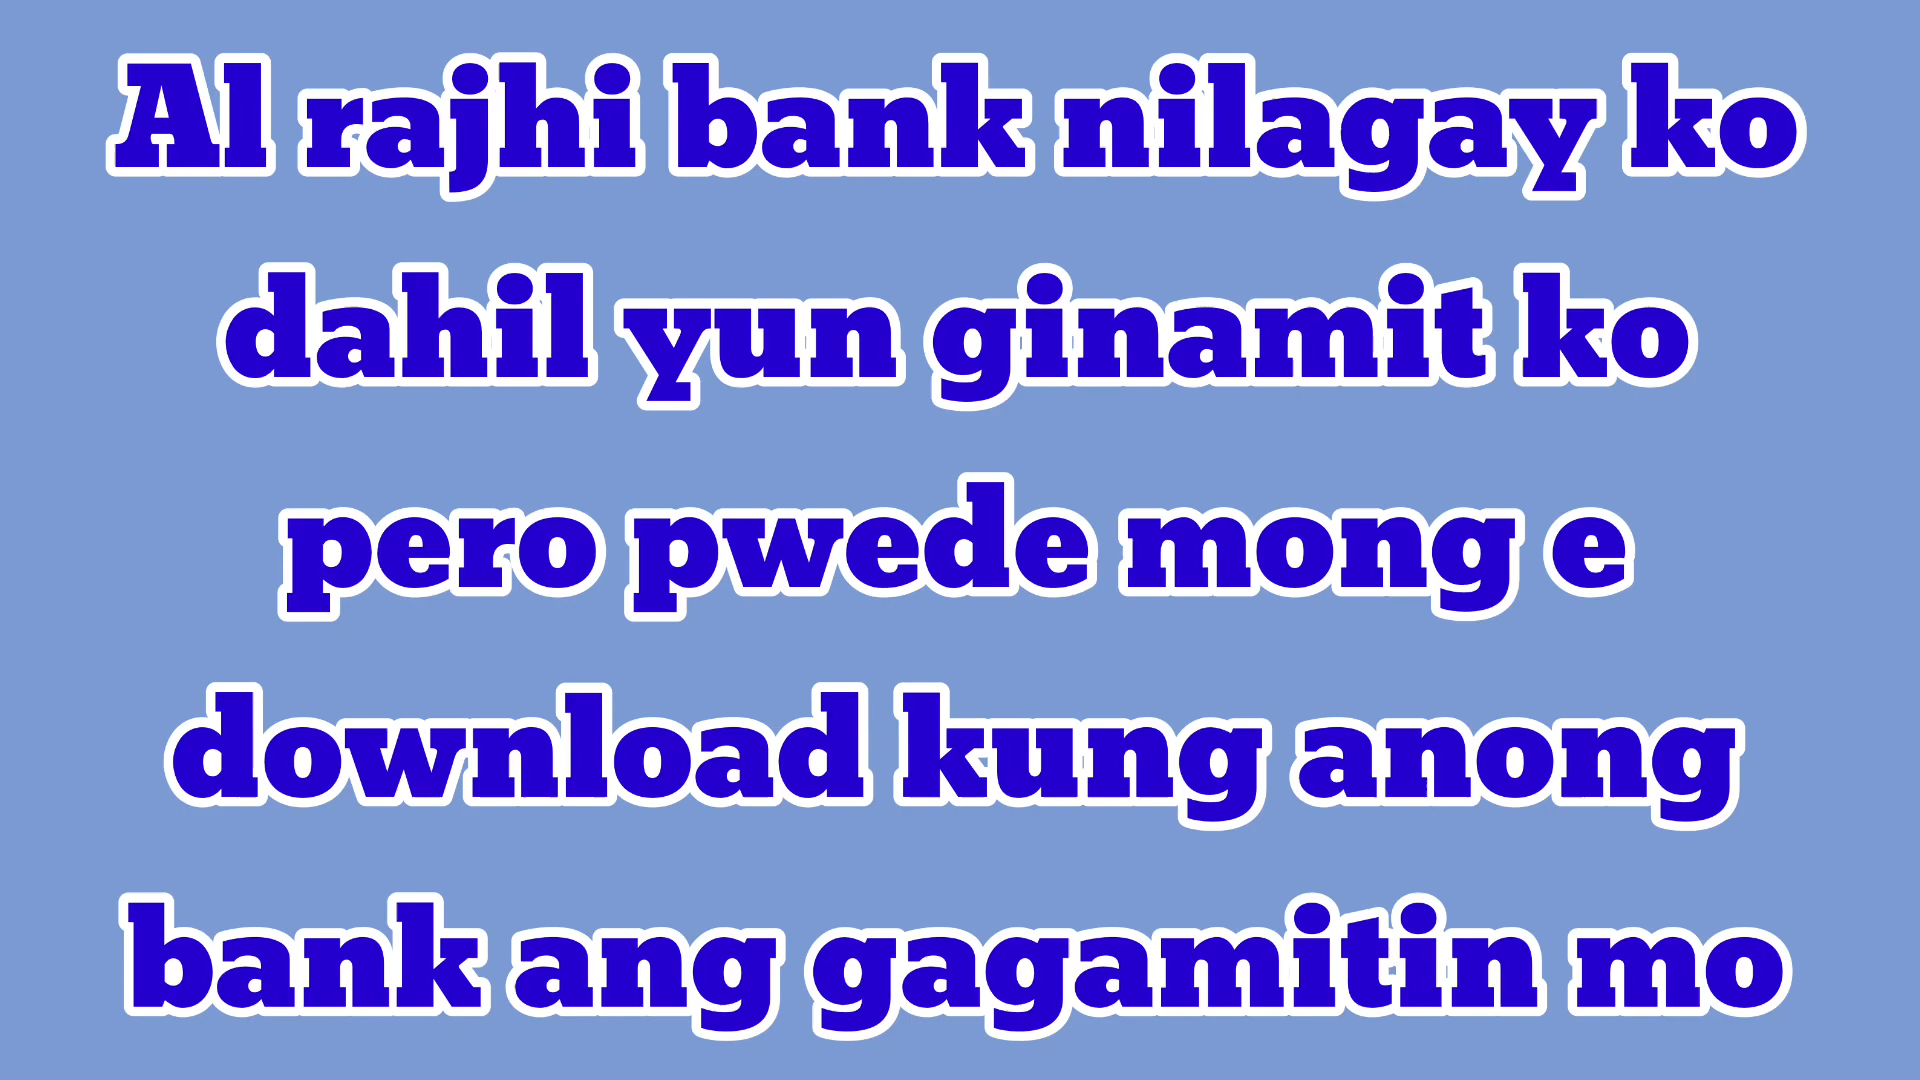 Al rajhi bank nilagay ko
dahil yun ginamit ko
pero pwede mong e
download kung anong
bank ang gagamitin mo